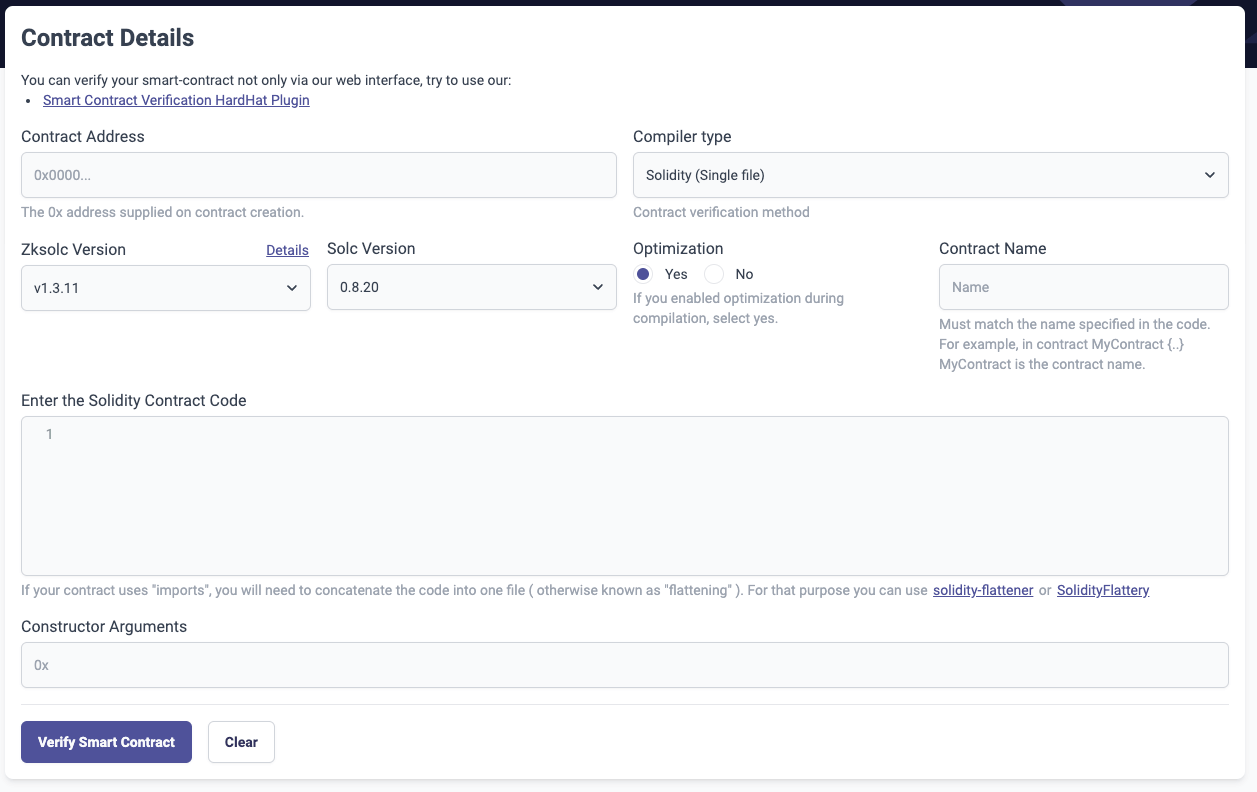 Contract Details
You can verify your smart-contract not only via our web interface, try to use our:
• Smart Contract Verification HardHat Plugin
Contract Address
Compiler type
0x0000...
Solidity (Single file)
The 0x address supplied on contract creation.
Contract verification method
Zksolc Version
Details
Solc Version
Optimization
Contract Name
v1.3.11
0.8.20
Yes
No
Name
If you enabled optimization during
compilation, select yes.
Must match the name specified in the code.
For example, in contract MyContract {..}
MyContract is the contract name.
Enter the Solidity Contract Code
1
If your contract uses "imports", you will need to concatenate the code into one file ( otherwise known as "flattening" ). For that purpose you can use solidity-flattener or SolidityFlattery
Constructor Arguments
0x
Verify Smart Contract
Clear